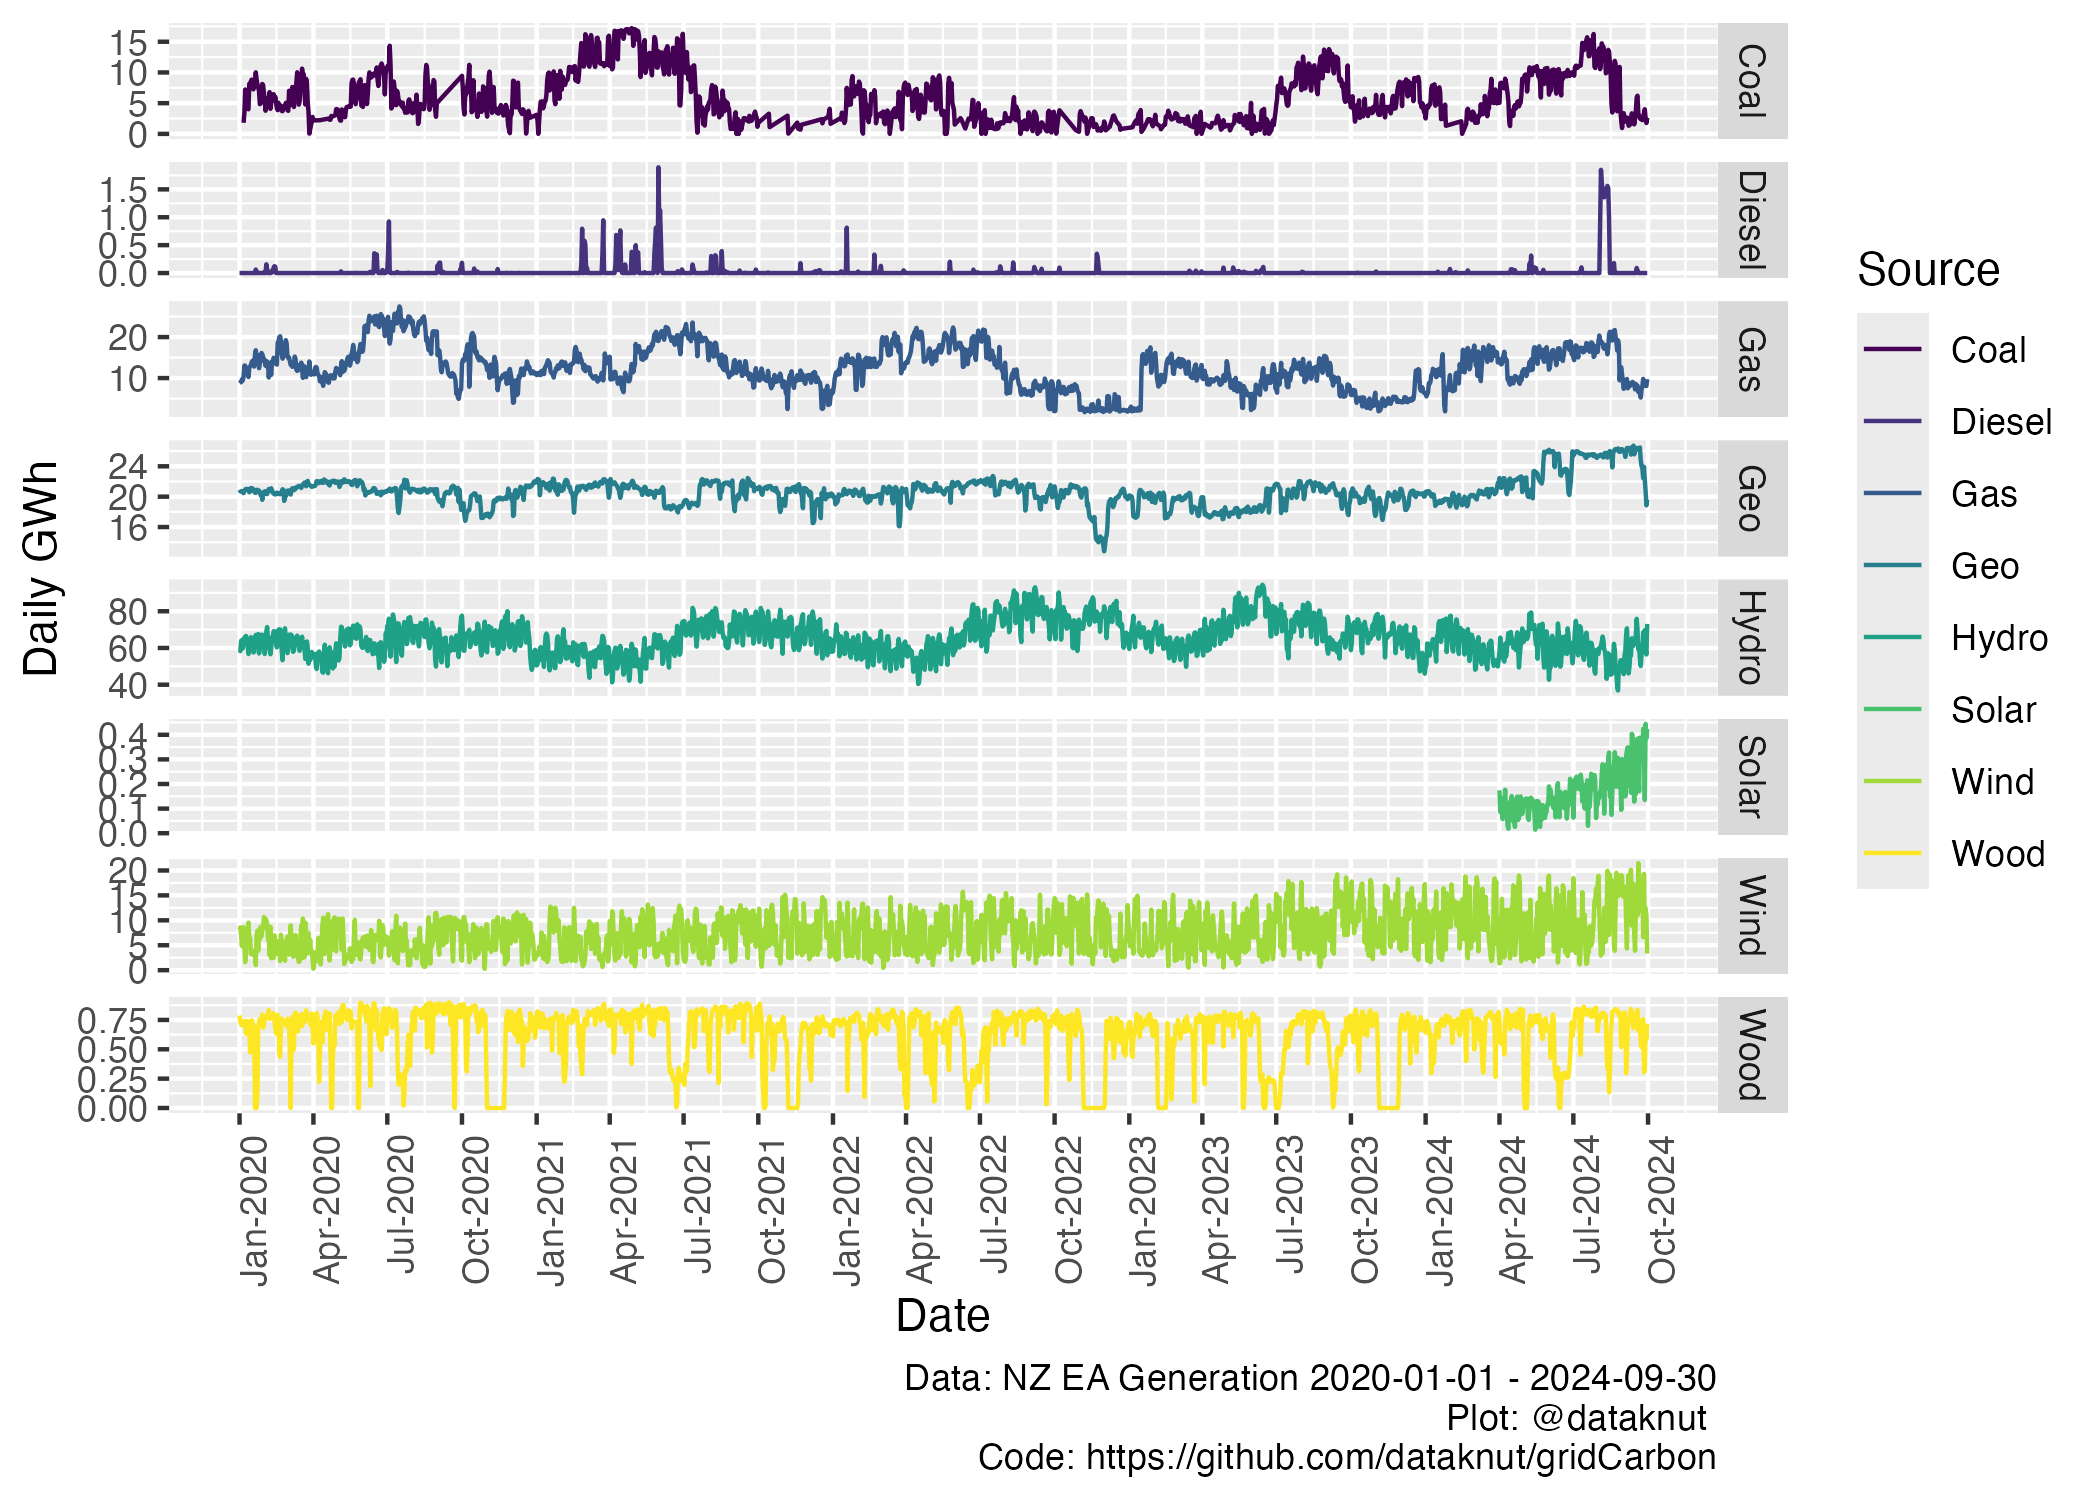 15
10
5
0
Coal
1.5
1.0
0.5
0.0
Diesel
20
10
Gas
24
20
16
Geo
80
60
40
Hydro
0.4
0.3
0.2
0.1
0.0
Solar
20
15
10
5
0
Wind
0.75
0.50
0.25
0.00
Wood
Daily GWh
Jan-2020
Apr-2020
Jul-2020
Oct-2020
Jan-2021
Apr-2021
Jul-2021
Oct-2021
Jan-2022
Apr-2022
Jul-2022
Oct-2022
Jan-2023
Apr-2023
Jul-2023
Oct-2023
Jan-2024
Apr-2024
Jul-2024
Oct-2024
Date
Source
Coal
Diesel
Gas
Geo
Hydro
Solar
Wind
Wood
Data: NZ EA Generation 2020-01-01 - 2024-09-30
Plot: @dataknut
Code: https://github.com/dataknut/gridCarbon